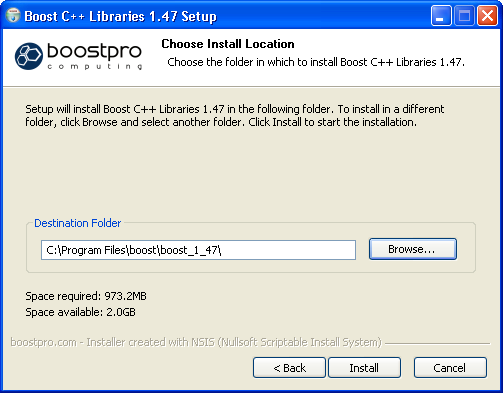 Boost C++ Libraries 1.47 Setup
boostpro
computing
Choose Install Location
Choose the folder in which to install Boost C++ Libraries 1.47.
Setup will install Boost C++ Libraries 1.47 in the following folder. To install in a different
folder, click Browse and select another folder. Click Install to start the installation.
Destination Folder
C:\Program Files\boost\boost_1_47\
Browse...
Space required: 973.2MB
Space available: 2.0GB
boostpro.com - Installer created with NSIS (Nullsoft Scriptable Install System)
< Back
Install
Cancel